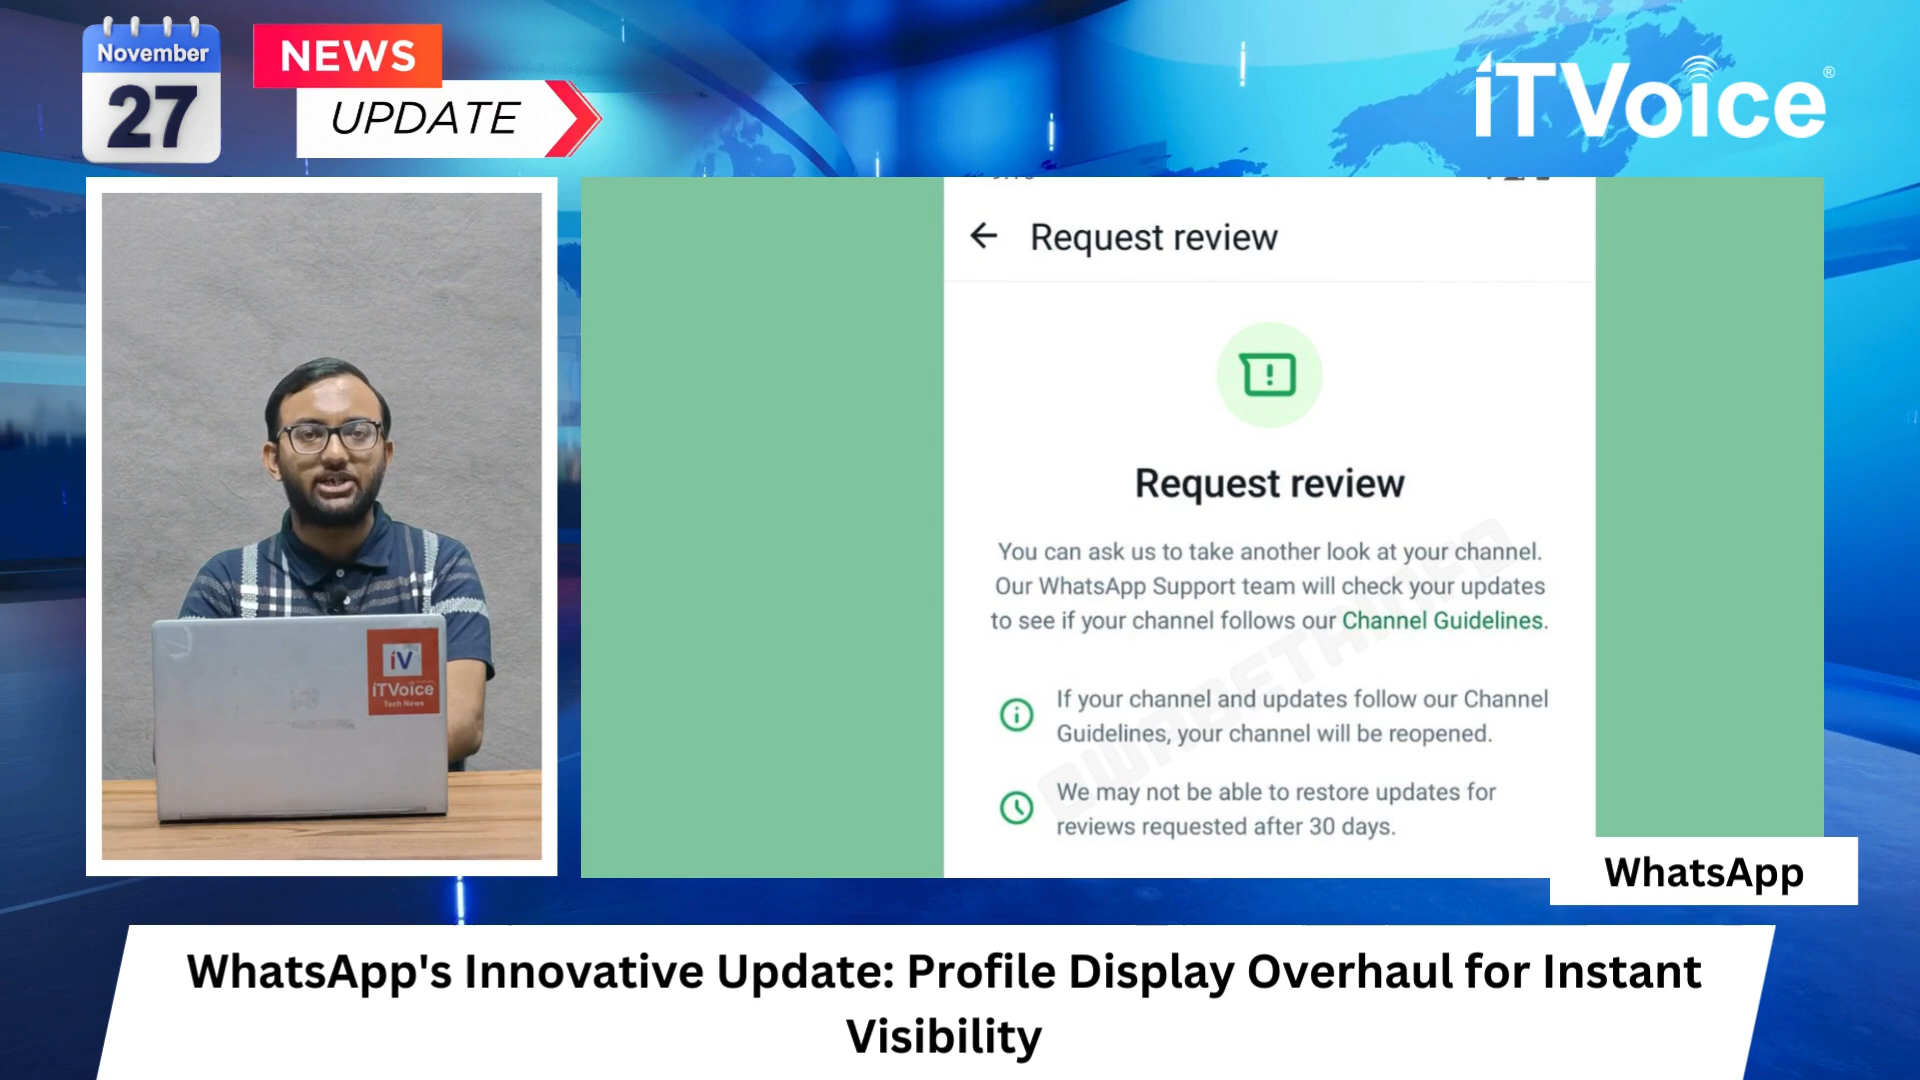 November
27
NEWS
UPDATE
iTVoice®
Request review
Request review
You can ask us to take another look at your channel.
Our WhatsApp Support team will check your updates
to see if your channel follows our Channel Guidelines.
If your channel and updates follow our Channel
Guidelines, your channel will be reopened.
We may not be able to restore updates for
reviews requested after 30 days.
@WABETAINFO
iV
iTVoice
Tech News
WhatsApp
WhatsApp's Innovative Update: Profile Display Overhaul for Instant
Visibility